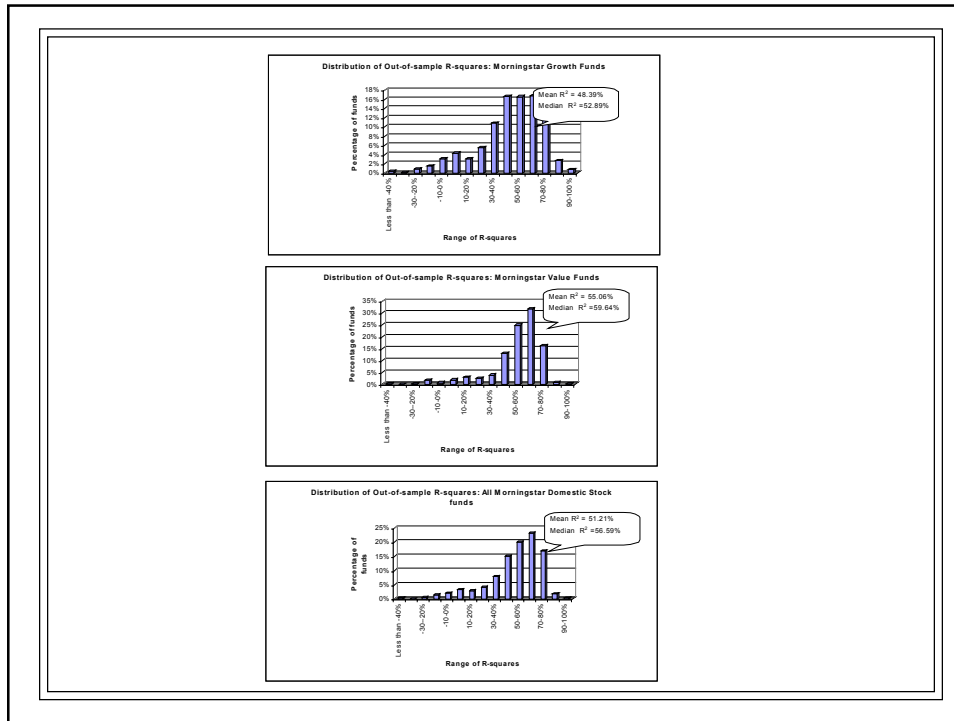 Distribution of Out-of-sample R-squares: Morningstar Growth Funds
Mean R² = 48.39%
Median R² =52.89%
Percentage of funds
18%
16%
14%
12%
10%
8%
6%
4%
2%
0%
Less than -40%
-30--20%
-10-0%
10-20%
30-40%
50-60%
70-80%
90-100%
Range of R-squares
Distribution of Out-of-sample R-squares: Morningstar Value Funds
Mean R² = 55.06%
Median R² =59.64%
Percentage of funds
35%
30%
25%
20%
15%
10%
5%
0%
Less than -40%
-30--20%
-10-0%
10-20%
30-40%
50-60%
70-80%
90-100%
Range of R-squares
Distribution of Out-of-sample R-squares: All Morningstar Domestic Stock
funds
Mean R² = 51.21%
Median R² =56.59%
Percentage of
funds
25%
20%
15%
10%
5%
0%
Less than -40%
-30--20%
-10-0%
10-20%
30-40%
50-60%
70-80%
90-100%
Range of R-squares